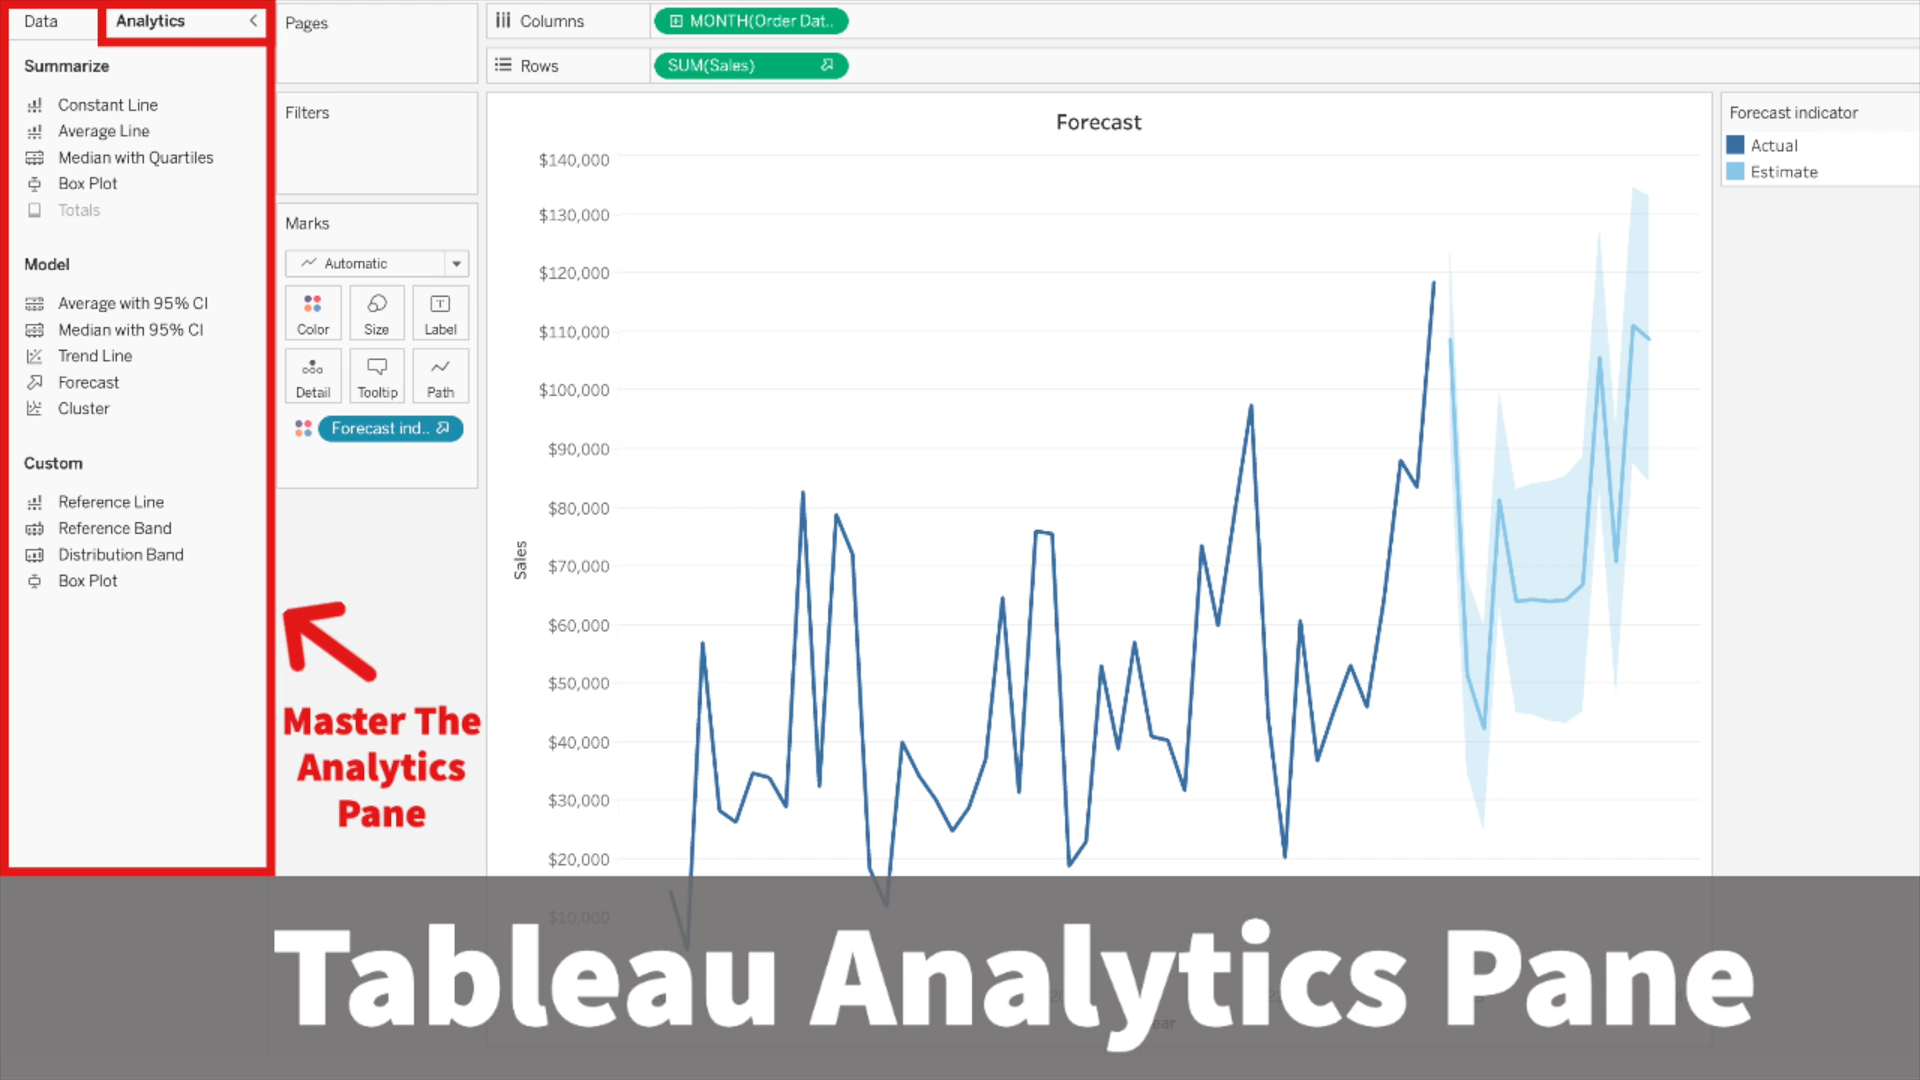 Data
Analytics
Summarize
Constant Line
Average Line
Median with Quartiles
Box Plot
Totals
Model
Average with 95% CI
Median with 95% CI
Trend Line
Forecast
Cluster
Custom
Reference Line
Reference Band
Distribution Band
Box Plot
Pages
Filters
Marks
Automatic
Color
Size
Label
Detail
Tooltip
Path
Forecast ind..
Master The
Analytics
Pane
Columns
MONTH(Order Dat..
Rows
SUM(Sales)
Forecast
$140,000
$130,000
$120,000
$110,000
$100,000
$90,000
$80,000
$70,000
$60,000
$50,000
$40,000
$30,000
$20,000
$10,000
Sales
Forecast indicator
Actual
Estimate
Tableau Analytics Pane